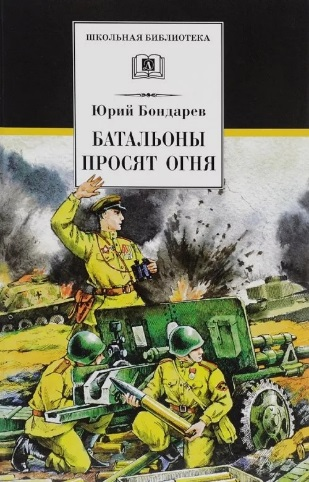 ШКОЛЬНАЯ БИБЛИОТЕКА
Юрий Бондарев
БАТАЛЬОНЫ
ПРОСЯТ ОГНЯ